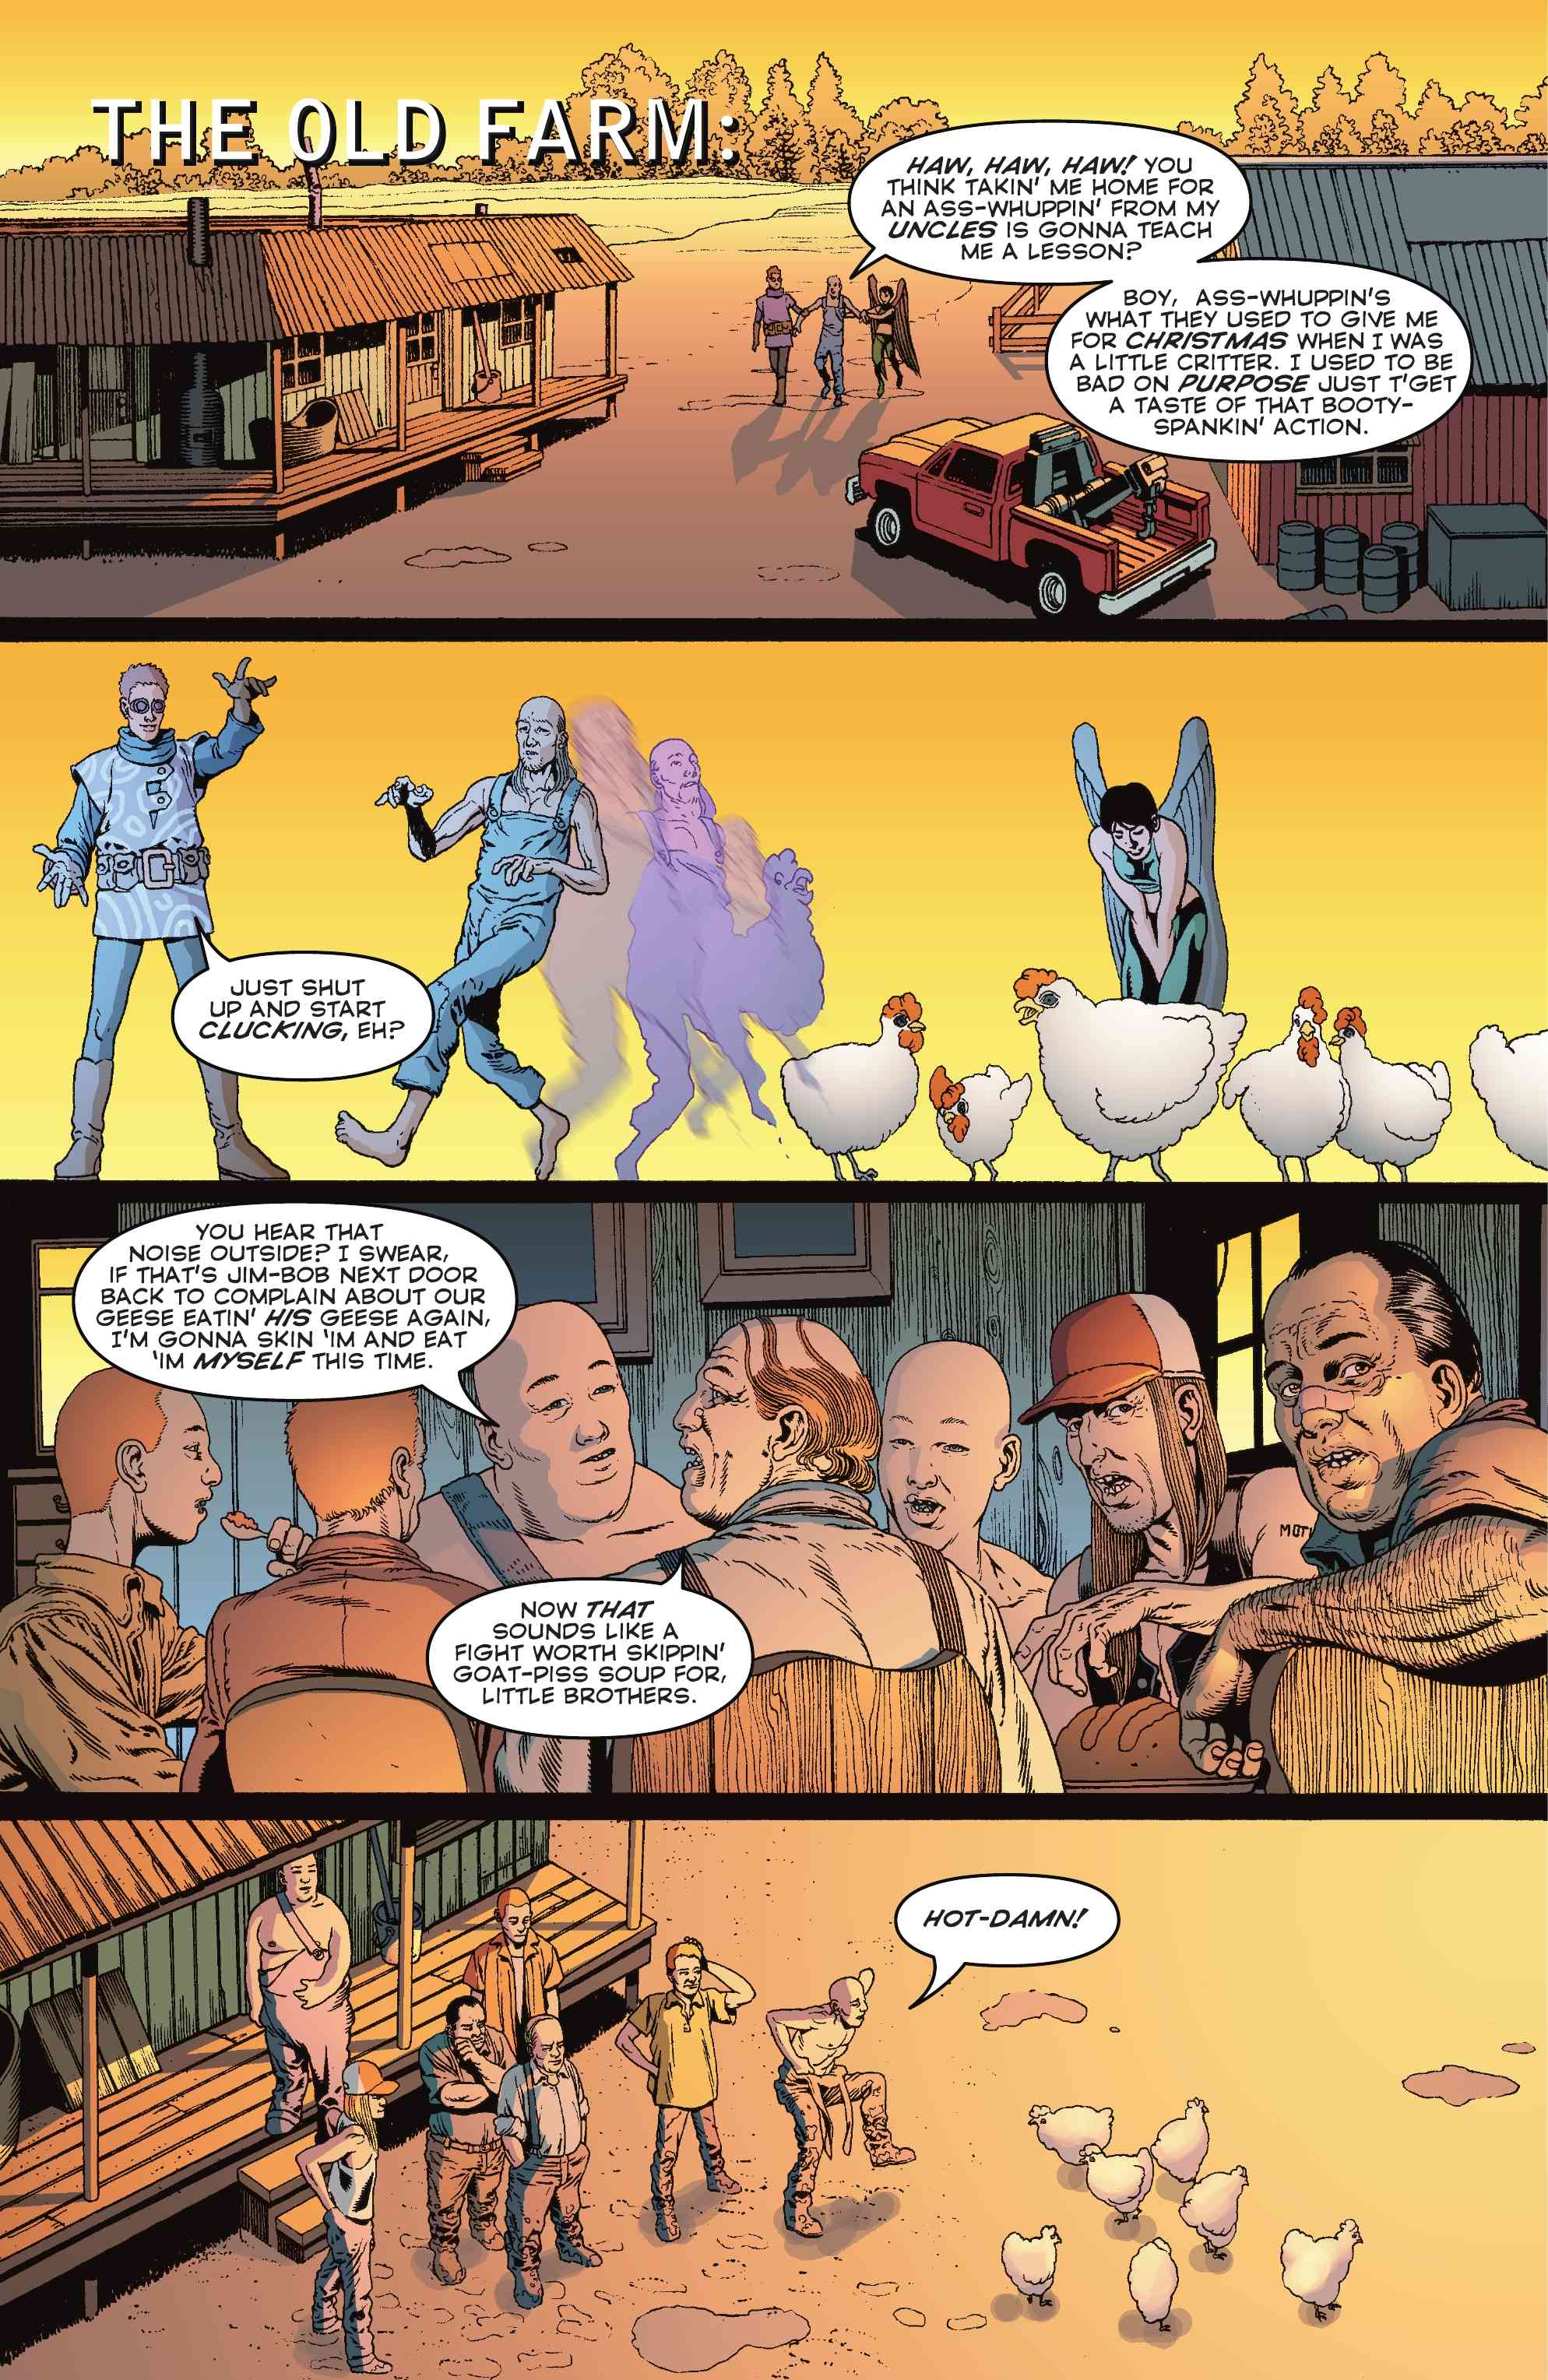 THE OLD FARM:
HAW, HAW, HAW! YOU
THINK TAKIN' ME HOME FOR
AN ASS-WHUPPIN' FROM MY
UNCLES IS GONNA TEACH
ME A LESSON?
BOY, ASS-WHUPPIN'S
WHAT THEY USED TO GIVE ME
FOR CHRISTMAS WHEN I WAS
A LITTLE CRITTER. I USED TO BE
BAD ON PURPOSE JUST T'GET
A TASTE OF THAT BOOTY-
SPANKIN' ACTION.
JUST SHUT
UP AND START
CLUCKING, EH?
YOU HEAR THAT
NOISE OUTSIDE? I SWEAR,
IF THAT'S JIM-BOB NEXT DOOR
BACK TO COMPLAIN ABOUT OUR
GEESE EATIN' HIS GEESE AGAIN,
I'M GONNA SKIN 'IM AND EAT
'IM MYSELF THIS TIME.
MOT
NOW THAT
SOUNDS LIKE A
FIGHT WORTH SKIPPIN'
GOAT-PISS SOUP FOR,
LITTLE BROTHERS.
HOT-DAMN!